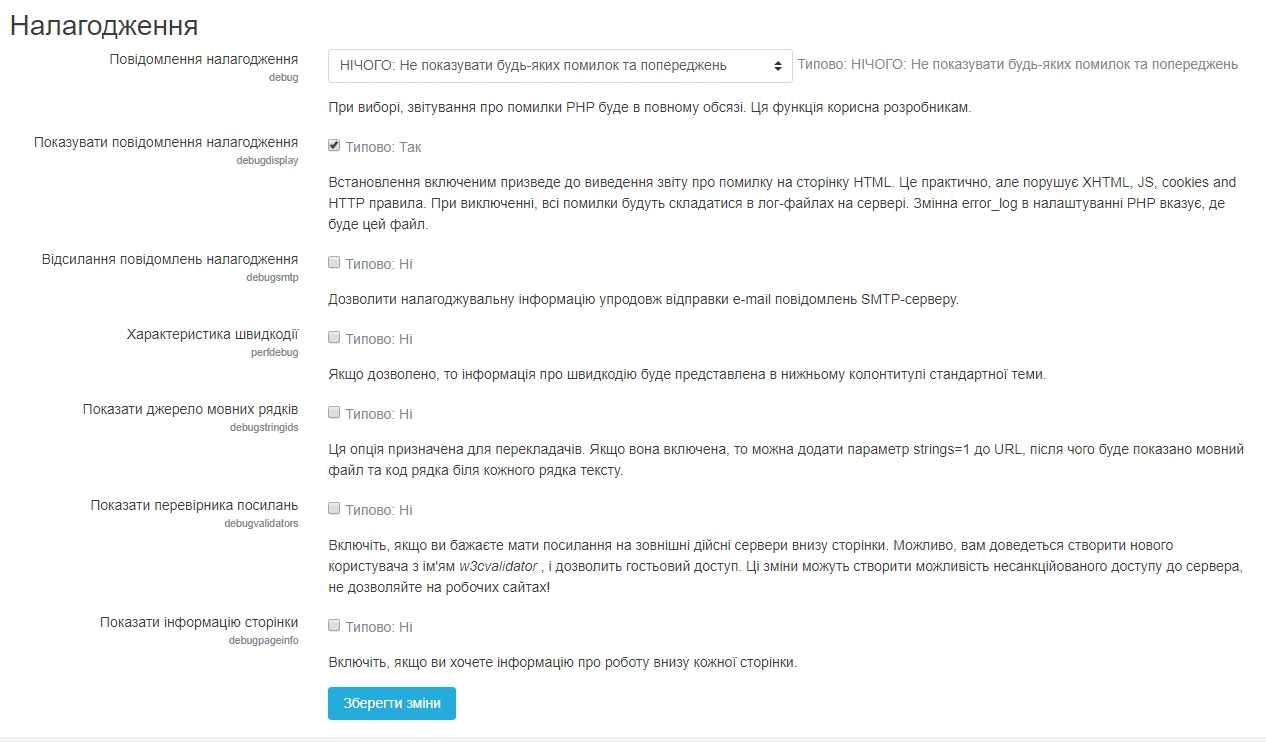 Налагодження
Повідомлення налагодження
debug
НІЧОГО: Не показувати будь-яких помилок та попереджень
Типово: НІЧОГО: Не показувати будь-яких помилок та попереджень
При виборі, звітування про помилки PHP буде в повному обсязі. Ця функція корисна розробникам.
Показувати повідомлення налагодження
debugdisplay
Типово: Так
Встановлення включеним призведе до виведення звіту про помилку на сторінку HTML. Це практично, але порушує XHTML, JS, cookies and
HTTP правила. При виключенні, всі помилки будуть складатися в лог-файлах на сервері. Змінна error_log в налаштуванні PHP вказує, де
буде цей файл.
Відсилання повідомлень налагодження
debugsmtp
Типово: Ні
Дозволити налагоджувальну інформацію упродовж відправки e-mail повідомлень SMTP-серверу.
Характеристика швидкодії
perfdebug
Типово: Ні
Якщо дозволено, то інформація про швидкодію буде представлена в нижньому колонтитулі стандартної теми.
Показати джерело мовних рядків
debugstringids
Типово: Ні
Ця опція призначена для перекладачів. Якщо вона включена, то можна додати параметр strings=1 до URL, після чого буде показано мовний
файл та код рядка біля кожного рядка тексту.
Показати перевірника посилань
debugvalidators
Типово: Ні
Включіть, якщо ви бажаєте мати посилання на зовнішні дійсні сервери внизу сторінки. Можливо, вам доведеться створити нового
користувача з ім'ям w3cvalidator , і дозволить гостьовий доступ. Ці зміни можуть створити можливість несанкційованого доступу до сервера,
не дозволяйте на робочих сайтах!
Показати інформацію сторінки
debugpageinfo
Типово: Ні
Включіть, якщо ви хочете інформацію про роботу внизу кожної сторінки.
Зберегти зміни